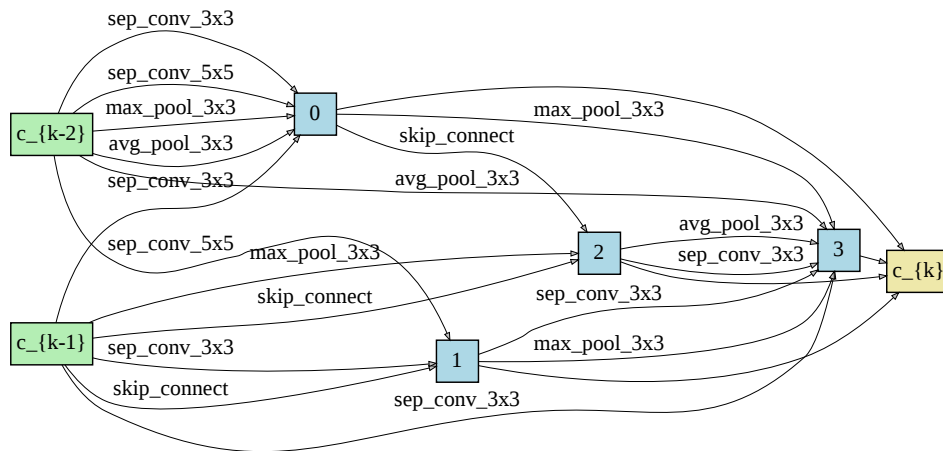 sep_conv_3x3
sep_conv_5x5
max_pool_3x3
avg_pool_3x3
sep_conv_3x3
sep_conv_5x5
c_{k-2}
0
skip_connect
max_pool_3x3
avg_pool_3x3
max_pool_3x3
skip_connect
2
avg_pool_3x3
sep_conv_3x3
3
c_{k}
c_{k-1}
sep_conv_3x3
skip_connect
1
sep_conv_3x3
max_pool_3x3
sep_conv_3x3